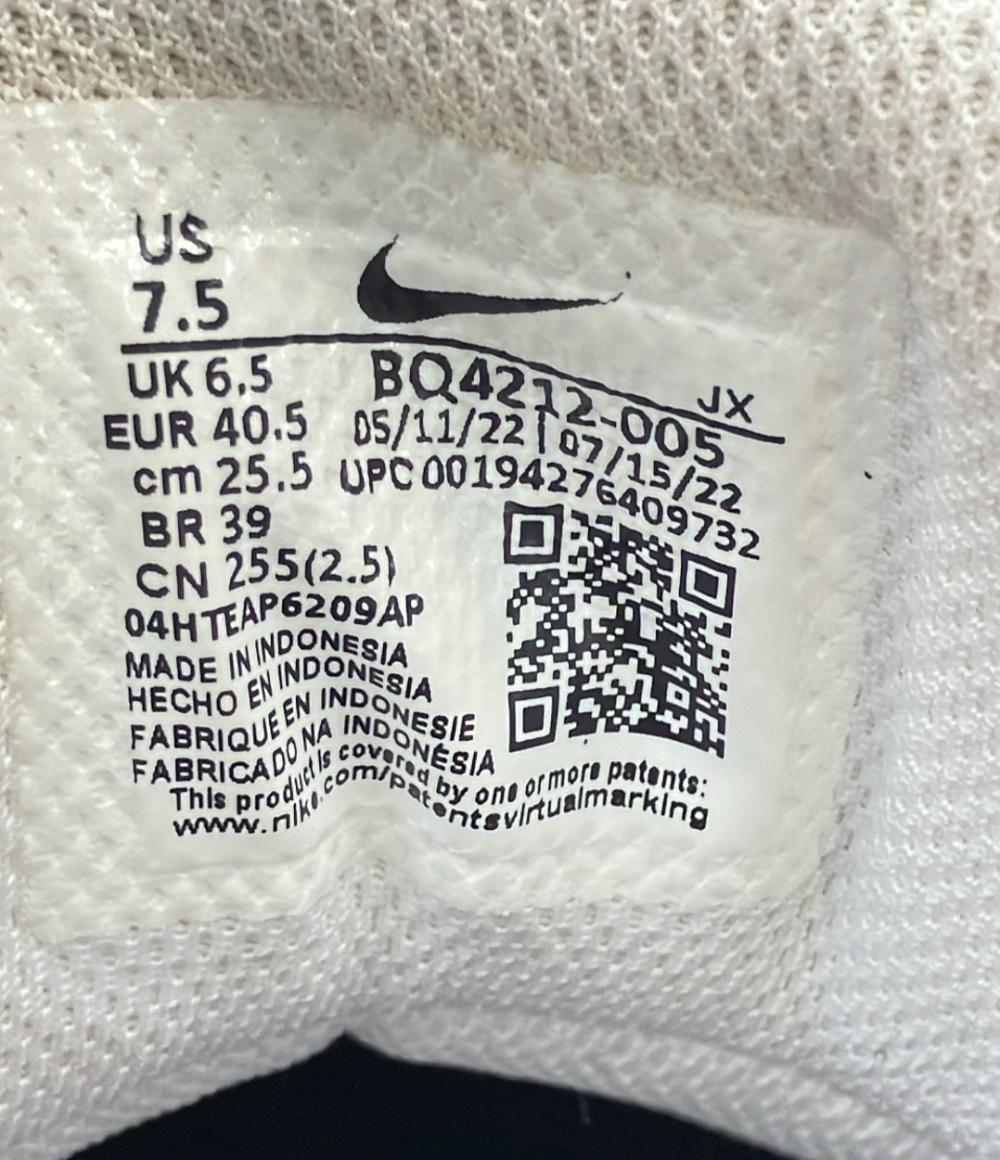 US
7.5
JX
UK 6.5
BQ4212-005
EUR 40.5
05/11/22 | 07/15/22
cm 25.5
UPC 00194276409732
BR 39
CN 255(2.5)
04HTEAP6209AP
MADE IN INDONESIA
HECHO EN INDONESIA
FABRIQUE EN INDONESIE
FABRICADO NA INDONÉSIA
This product is covered by one or more patents:
www.nike.com/patentsvirtualmarking